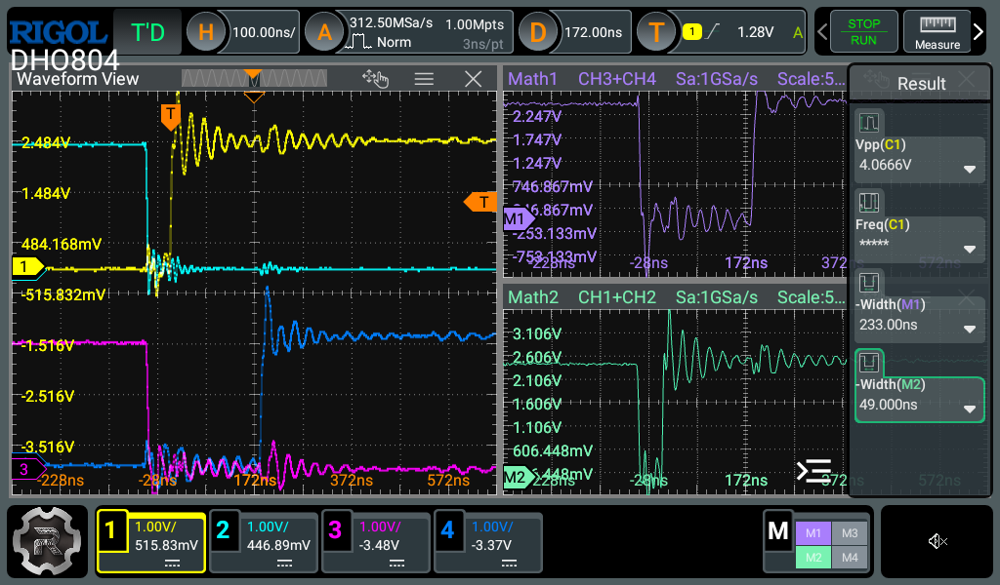 RIGOL
T'D
H
100.00ns/
A
312.50MSa/s
1.00Mpts
Norm
3ns/pt
D
172.00ns
T
1
1.28V
A
STOP
RUN
Measure
DHO804
Waveform View
T
2.484V
1.484V
484.168mV
1
-515.832mV
-1.516V
-2.516V
-3.516V
3
-228ns
-28ns
172ns
372ns
572ns
T
Math1
CH3+CH4
Sa:1GSa/s
Scale:5...
2.247V
1.747V
1.247V
746.867mV
M1
-253.133mV
-753.133mV
-228ns
-28ns
172ns
372
572ns
Math2
CH1+CH2
Sa:1GSa/s
Scale:5...
3.106V
2.606V
2.106V
1.606V
1.106V
606.448mV
M2
-28ns
172ns
372ns
572ns
Result
Vpp(C1)
4.0666V
Freq(C1)
*****
-Width(M1)
233.00ns
-Width(M2)
49.000ns
R
1
1.00V/
515.83mV
2
1.00V/
446.89mV
3
1.00V/
-3.48V
4
1.00V/
-3.37V
M
M1
M3
M2
M4